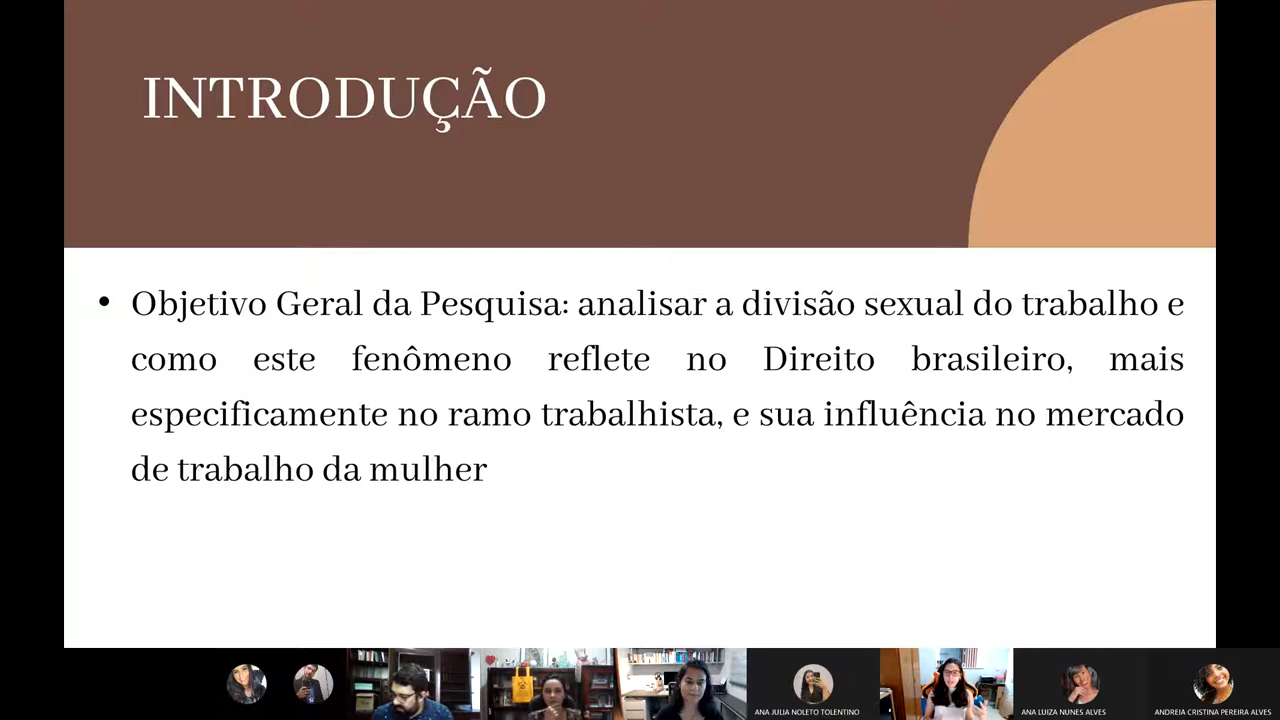 INTRODUÇÃO
• Objetivo Geral da Pesquisa: analisar a divisão sexual do trabalho e
como este fenômeno reflete no Direito brasileiro, mais
especificamente no ramo trabalhista, e sua influência no mercado
de trabalho da mulher
ANA JULIA NOLETO TOLENTINO
ANA LUIZA NUNES ALVES
ANDREIA CRISTINA PEREIRA ALVES